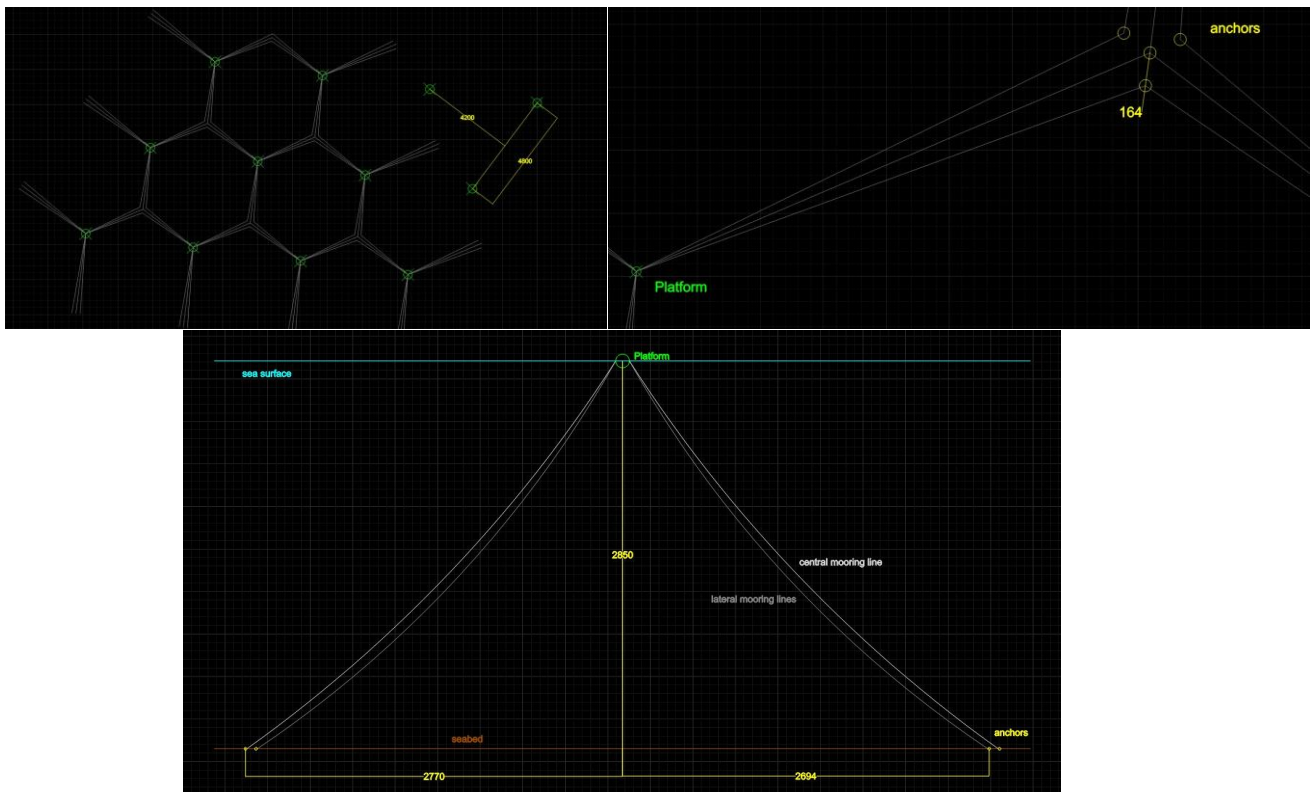 4200
4800
anchors
164
Platform
Platform
sea surface
2850
central mooring line
lateral mooring lines
seabed
anchors
2770
2694